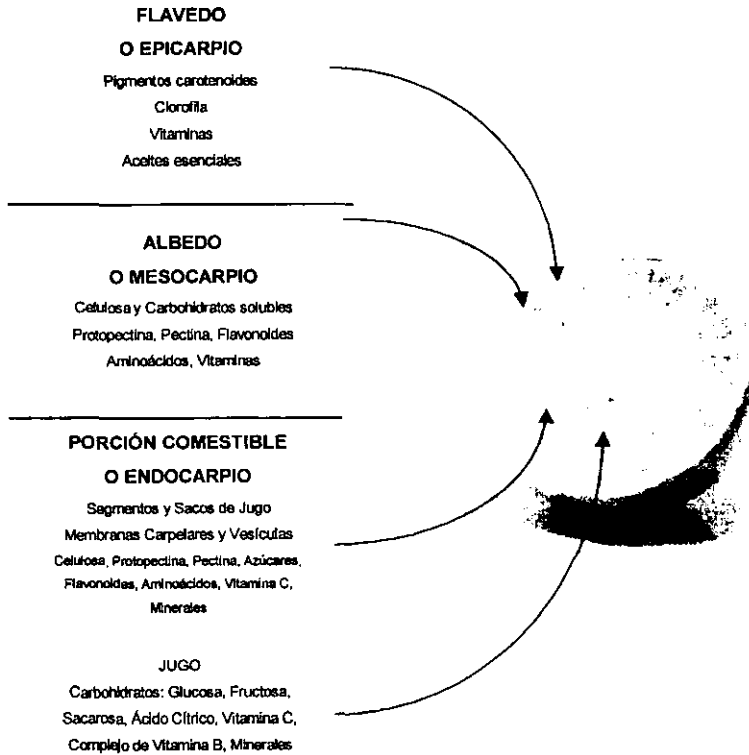 FLAVEDO
O EPICARPIO
Pigmentos carotenoides
Clorofila
Vitaminas
Aceites esenciales
ALBEDO
O MESOCARPIO
Celulosa y Carbohidratos solubles
Protopectina, Pectina, Flavonoides
Aminoácidos, Vitaminas
PORCIÓN COMESTIBLE
O ENDOCARPIO
Segmentos y Sacos de Jugo
Membranas Carpelares y Vesículas
Celulosa, Protopectina, Pectina, Azúcares,
Flavonoides, Aminoácidos, Vitamina C,
Minerales
JUGO
Carbohidratos: Glucosa, Fructosa,
Sacarosa, Ácido Cítrico, Vitamina C,
Complejo de Vitamina B, Minerales